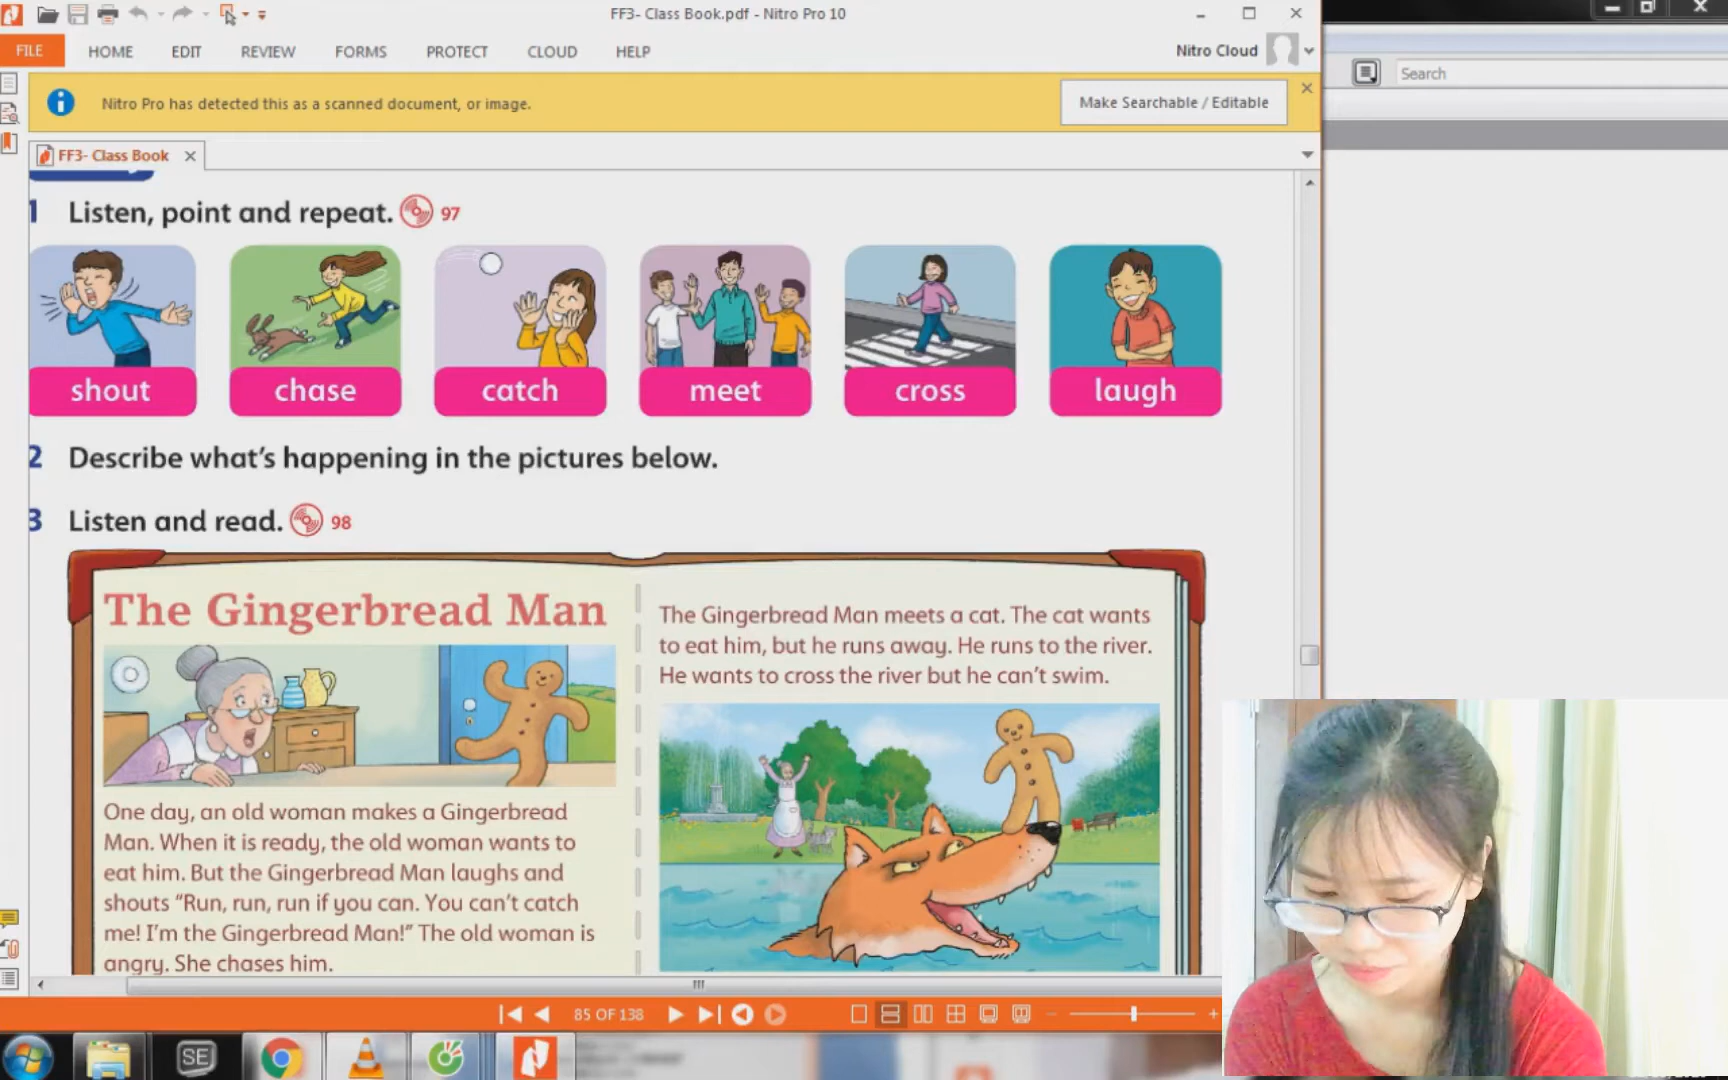 FF3- Class Book.pdf - Nitro Pro 10
FILE HOME EDIT REVIEW FORMS PROTECT CLOUD HELP
Nitro Cloud
Search
Nitro Pro has detected this as a scanned document, or image.
Make Searchable / Editable
FF3- Class Book
1 Listen, point and repeat. 97
shout
chase
catch
meet
cross
laugh
2 Describe what's happening in the pictures below.
3 Listen and read. 98
The Gingerbread Man
One day, an old woman makes a Gingerbread
Man. When it is ready, the old woman wants to
eat him. But the Gingerbread Man laughs and
shouts "Run, run, run if you can. You can't catch
me! I'm the Gingerbread Man!" The old woman is
angry. She chases him.
The Gingerbread Man meets a cat. The cat wants
to eat him, but he runs away. He runs to the river.
He wants to cross the river but he can't swim.
85 OF 138
SE